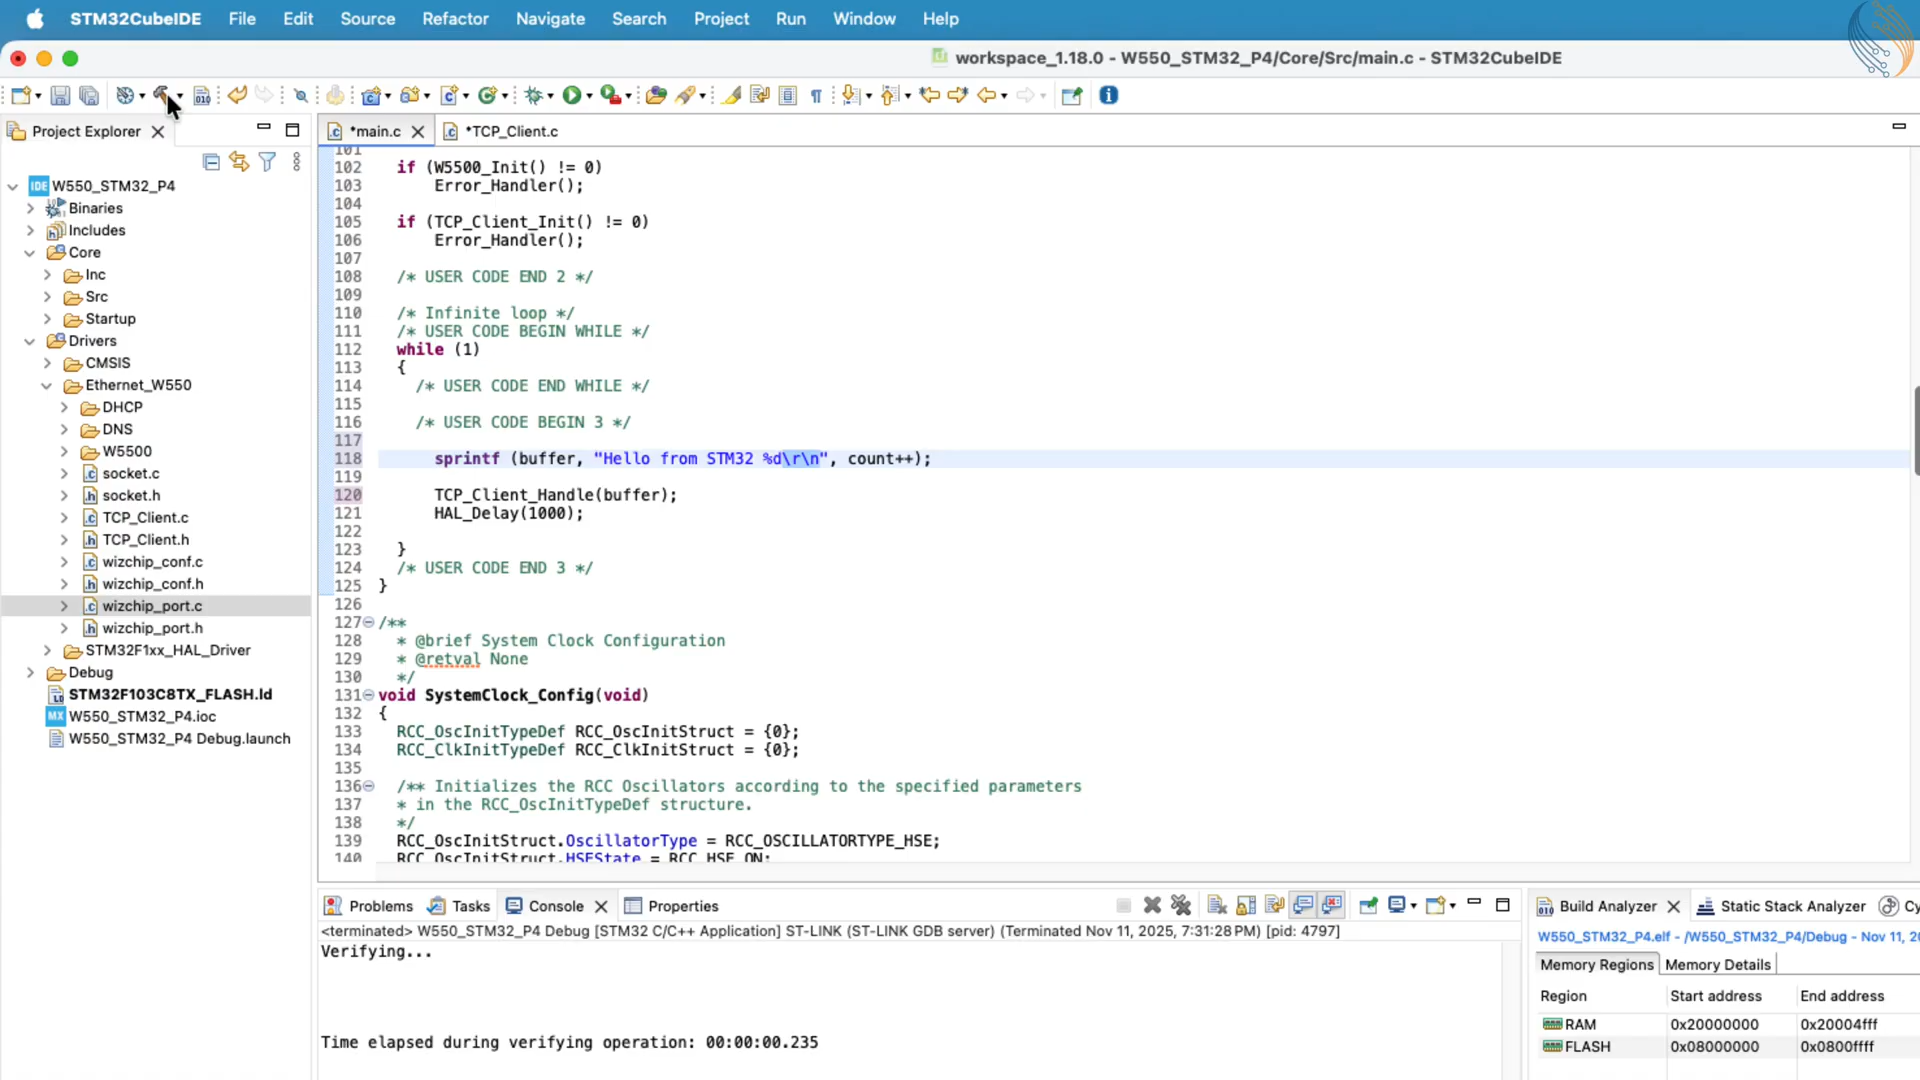 STM32CubeIDE File Edit Source Refactor Navigate Search Project Run Window Help
workspace_1.18.0 - W550_STM32_P4/Core/Src/main.c - STM32CubeIDE
Project Explorer
*main.c
*TCP_Client.c
W550_STM32_P4
Binaries
Includes
Core
Inc
Src
Startup
Drivers
CMSIS
Ethernet_W550
DHCP
DNS
W5500
socket.c
socket.h
TCP_Client.c
TCP_Client.h
wizchip_conf.c
wizchip_conf.h
wizchip_port.c
wizchip_port.h
STM32F1xx_HAL_Driver
Debug
STM32F103C8TX_FLASH.ld
W550_STM32_P4.ioc
W550_STM32_P4 Debug.launch
101
102 if (W5500_Init() != 0)
103 Error_Handler();
104
105 if (TCP_Client_Init() != 0)
106 Error_Handler();
107
108 /* USER CODE END 2 */
109
110 /* Infinite loop */
111 /* USER CODE BEGIN WHILE */
112 while (1)
113 {
114 /* USER CODE END WHILE */
115
116 /* USER CODE BEGIN 3 */
117
118 sprintf (buffer, "Hello from STM32 %d\r\n", count++);
119
120 TCP_Client_Handle(buffer);
121 HAL_Delay(1000);
122
123 }
124 /* USER CODE END 3 */
125 }
126
127 /**
128 * @brief System Clock Configuration
129 * @retval None
130 */
131 void SystemClock_Config(void)
132 {
133 RCC_OscInitTypeDef RCC_OscInitStruct = {0};
134 RCC_ClkInitTypeDef RCC_ClkInitStruct = {0};
135
136 /** Initializes the RCC Oscillators according to the specified parameters
137 * in the RCC_OscInitTypeDef structure.
138 */
139 RCC_OscInitStruct.OscillatorType = RCC_OSCILLATORTYPE_HSE;
140 RCC_OscInitStruct.HSEState = RCC_HSE_ON;
Problems Tasks Console Properties
<terminated> W550_STM32_P4 Debug [STM32 C/C++ Application] ST-LINK (ST-LINK GDB server) (Terminated Nov 11, 2025, 7:31:28 PM) [pid: 4797]
Verifying...
Time elapsed during verifying operation: 00:00:00.235
Build Analyzer Static Stack Analyzer Cy
W550_STM32_P4.elf - /W550_STM32_P4/Debug - Nov 11, 20
Memory Regions Memory Details
Region Start address End address
RAM 0x20000000 0x20004fff
FLASH 0x08000000 0x0800ffff